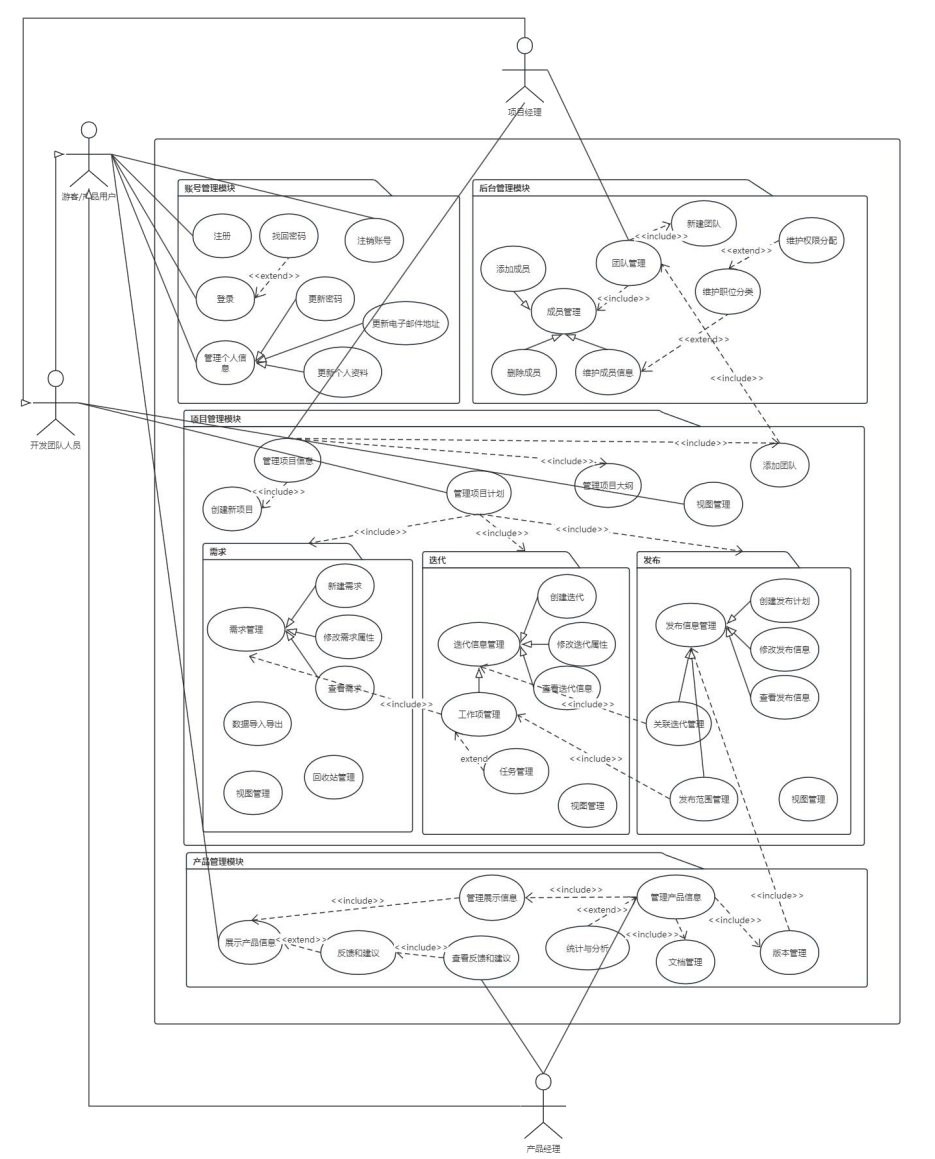 项目经理
游客/产品用户
账号管理模块
注册
找回密码
注销账号
<<extend>>
登录
更新密码
更新电子邮件地址
管理个人信
息
更新个人资料
后台管理模块
新建团队
<<include>>
维护权限分配
<<extend>>
添加成员
团队管理
维护职位分类
<<include>>
成员管理
<<extend>>
删除成员
维护成员信息
<<include>>
开发团队人员
项目管理模块
<<include>>
管理项目信息
<<include>>
添加团队
<<include>>
管理项目计划
管理项目大纲
创建新项目
视图管理
<<include>>
<<include>>
<<include>>
需求
新建需求
需求管理
修改需求属性
查看需求
<<include>>
数据导入导出
回收站管理
视图管理
迭代
创建迭代
迭代信息管理
修改迭代属性
查看迭代信息
<<include>>
工作项管理
extend
<<include>>
任务管理
视图管理
发布
创建发布计划
发布信息管理
修改发布信息
查看发布信息
关联迭代管理
发布范围管理
视图管理
产品管理模块
管理展示信息
<<include>>
管理产品信息
<<include>>
<<include>>
<<extend>>
<<include>>
展示产品信息
<<extend>>
反馈和建议
<<include>>
查看反馈和建议
统计与分析
<<include>>
文档管理
版本管理
产品经理